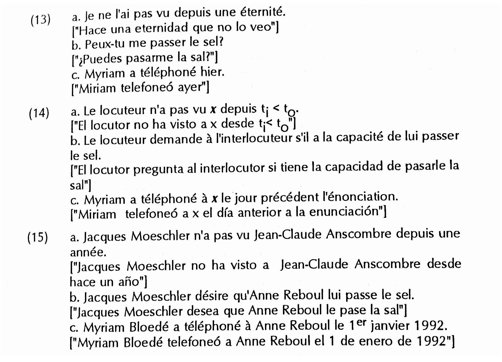 (13) a. Je ne l'ai pas vu depuis une éternité.
["Hace una eternidad que no lo veo"]
b. Peux-tu me passer le sel?
["¿Puedes pasarme la sal?"]
c. Myriam a téléphoné hier.
["Miriam telefoneó ayer"]
(14) a. Le locuteur n'a pas vu x depuis ti < to.
["El locutor no ha visto a x desde ti< to"]
b. Le locuteur demande à l'interlocuteur s'il a la capacité de lui passer
le sel.
["El locutor pregunta al interlocutor si tiene la capacidad de pasarle la
sal"]
c. Myriam a téléphoné à x le jour précédent l'énonciation.
["Miriam telefoneó a x el día anterior a la enunciación"]
(15) a. Jacques Moeschler n'a pas vu Jean-Claude Anscombre depuis une
année.
["Jacques Moeschler no ha visto a Jean-Claude Anscombre desde
hace un año"]
b. Jacques Moeschler désire qu'Anne Reboul lui passe le sel.
["Jacques Moeschler desea que Anne Reboul le pase la sal"]
c. Myriam Bloedé a téléphoné à Anne Reboul le 1er janvier 1992.
["Myriam Bloedé telefoneó a Anne Reboul el 1 de enero de 1992"]